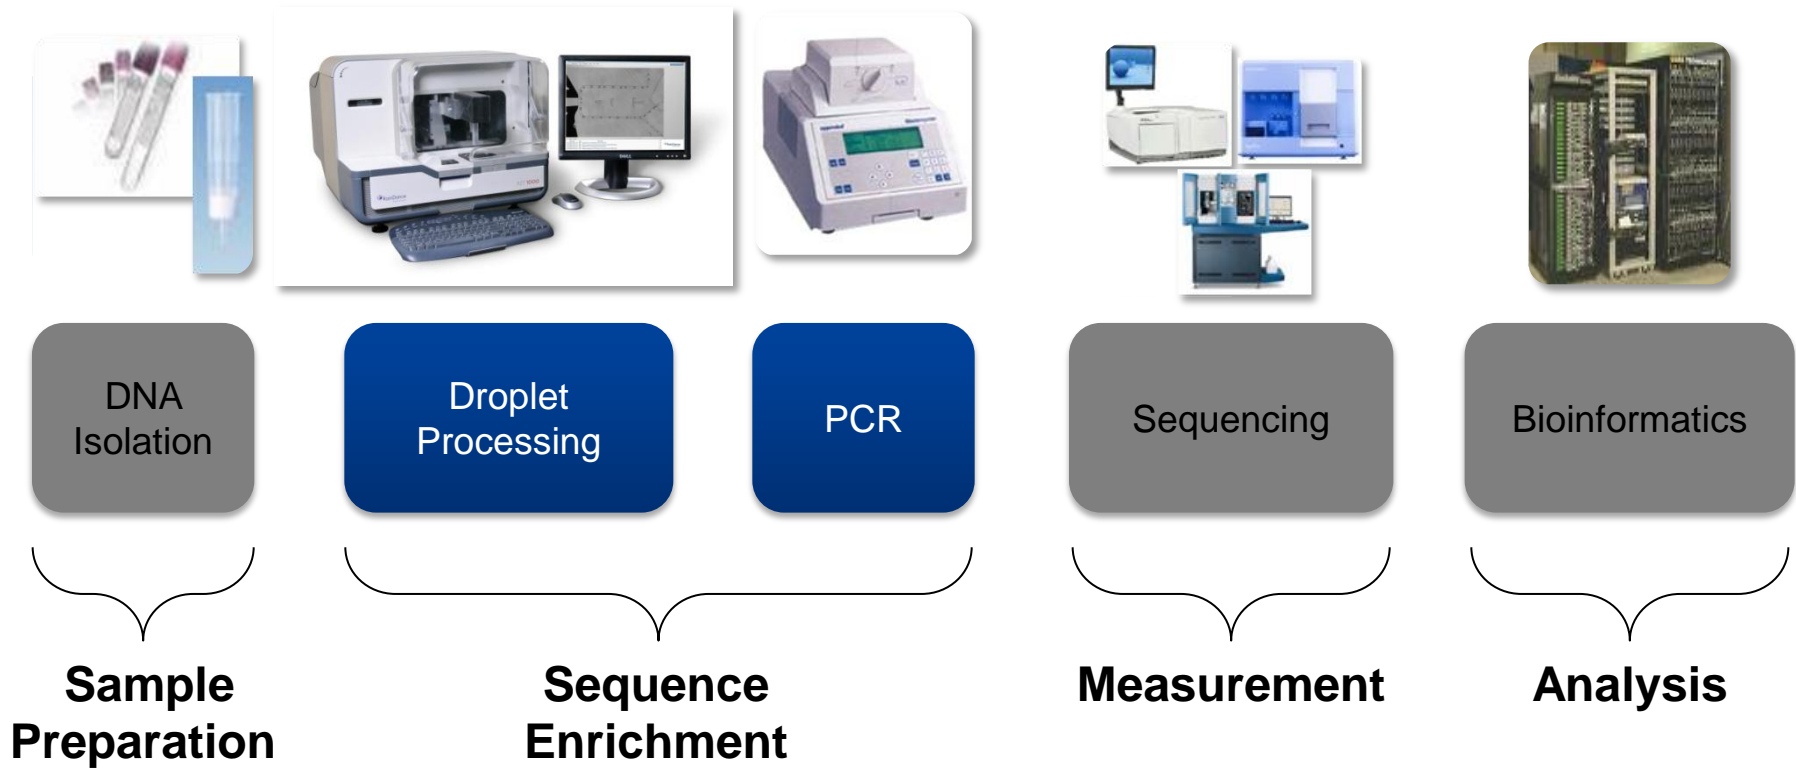 DNA
Isolation
Droplet
Processing
PCR
Sequencing
Bioinformatics
Sample
Preparation
Sequence
Enrichment
Measurement
Analysis